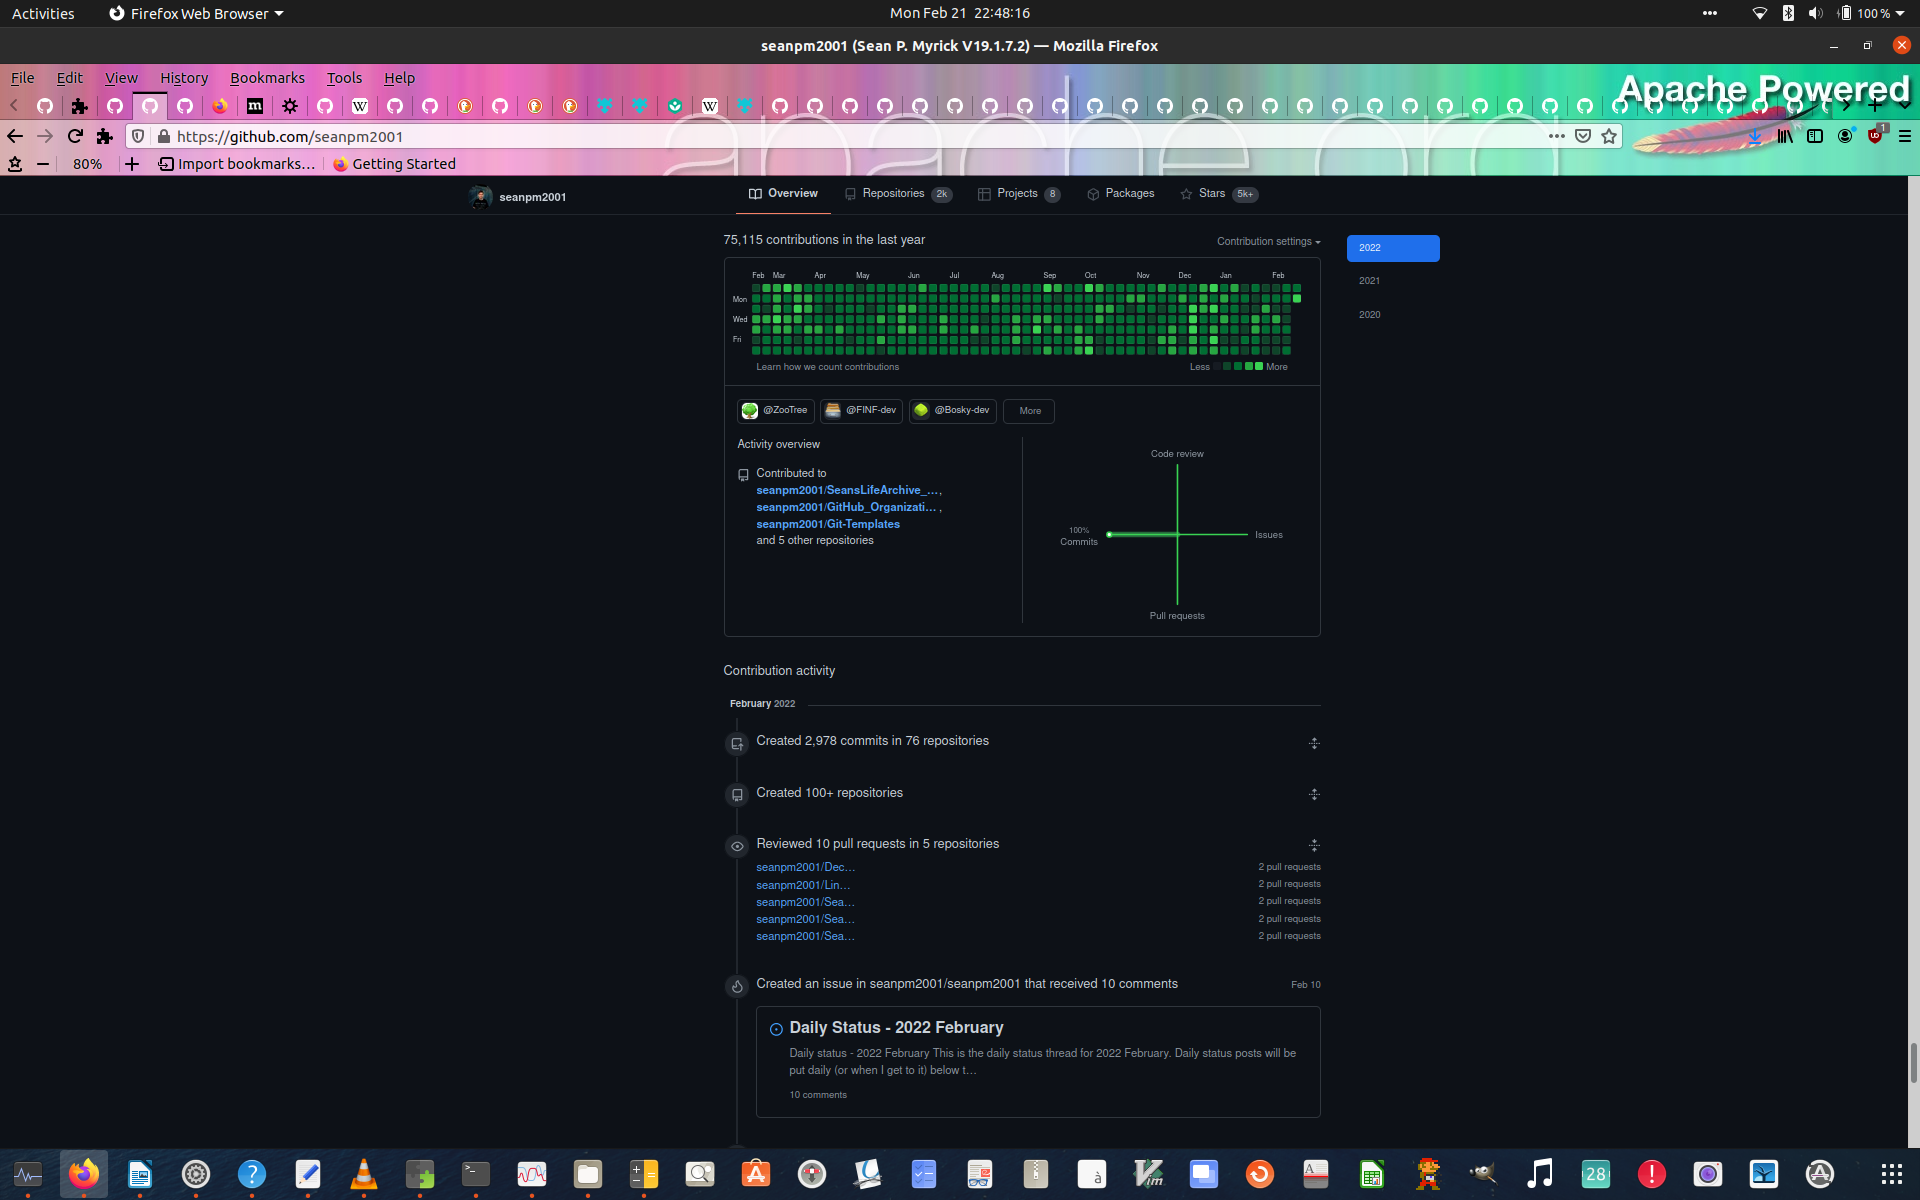 Activities
Firefox Web Browser
Mon Feb 21 22:48:16
100 %
seanpm2001 (Sean P. Myrick V19.1.7.2) — Mozilla Firefox
File Edit View History Bookmarks Tools Help
Apache Powered
https://github.com/seanpm2001
1
80%
Import bookmarks...
Getting Started
apache.org
seanpm2001
Overview
Repositories 2k
Projects 8
Packages
Stars 5k+
75,115 contributions in the last year
Contribution settings
2022
2021
2020
Feb Mar Apr May Jun Jul Aug Sep Oct Nov Dec Jan Feb
Mon
Wed
Fri
Learn how we count contributions
Less More
@ZooTree
@FINF-dev
@Bosky-dev
More
Activity overview
Contributed to
seanpm2001/SeansLifeArchive_…,
seanpm2001/GitHub_Organizati… ,
seanpm2001/Git-Templates
and 5 other repositories
Code review
100%
Commits
Issues
Pull requests
Contribution activity
February 2022
Created 2,978 commits in 76 repositories
Created 100+ repositories
Reviewed 10 pull requests in 5 repositories
seanpm2001/Dec… 2 pull requests
seanpm2001/Lin… 2 pull requests
seanpm2001/Sea… 2 pull requests
seanpm2001/Sea… 2 pull requests
seanpm2001/Sea… 2 pull requests
Created an issue in seanpm2001/seanpm2001 that received 10 comments
Feb 10
Daily Status - 2022 February
Daily status - 2022 February This is the daily status thread for 2022 February. Daily status posts will be
put daily (or when I get to it) below t…
10 comments
28